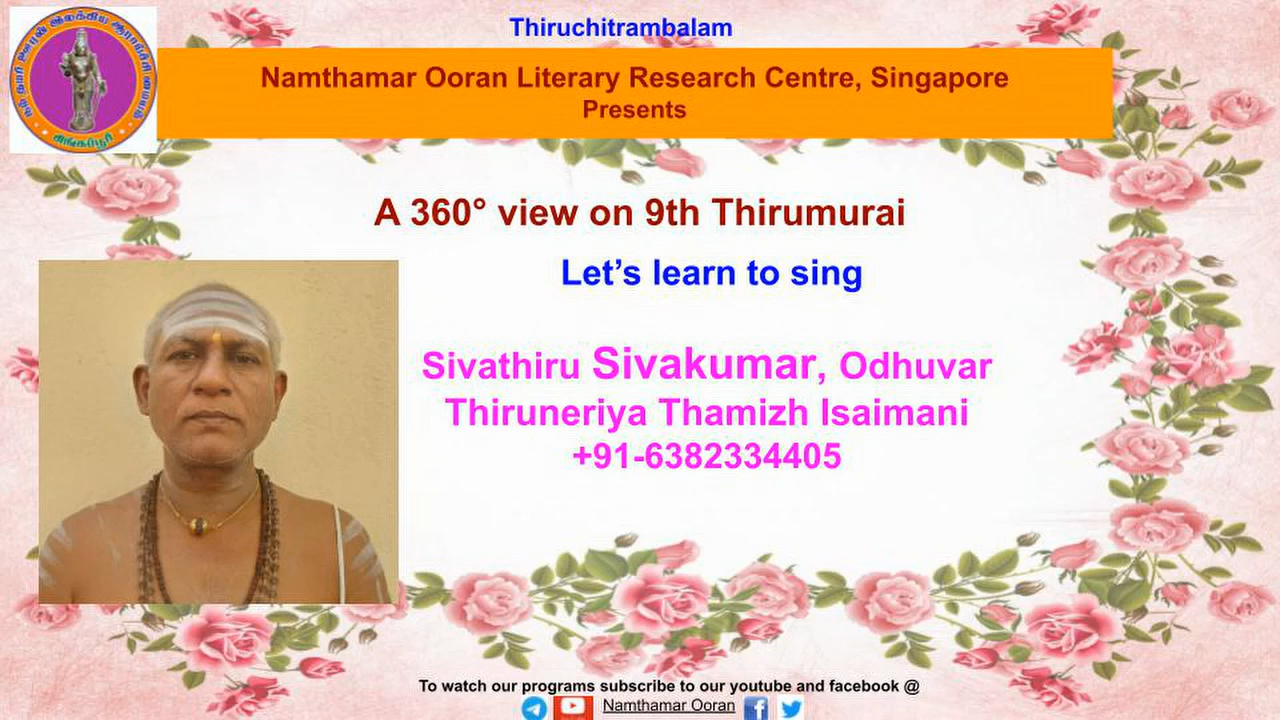 Thiruchitrambalam
Namthamar Ooran Literary Research Centre, Singapore
Presents
A 360° view on 9th Thirumurai
Let’s learn to sing
Sivathiru Sivakumar, Odhuvar
Thiruneriya Thamizh Isaimani
+91-6382334405
To watch our programs subscribe to our youtube and facebook @
Namthamar Ooran